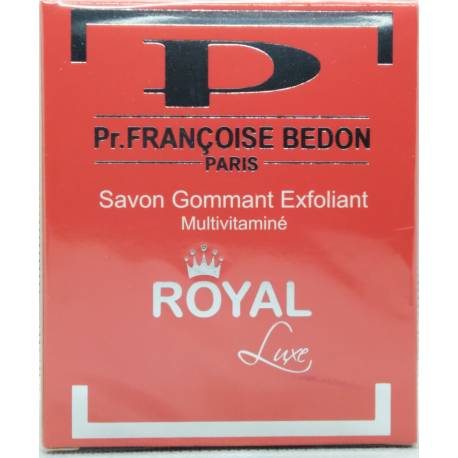 P
Pr.FRANÇOISE BEDON
PARIS
Savon Gommant Exfoliant
Multivitaminé
ROYAL
Luxe